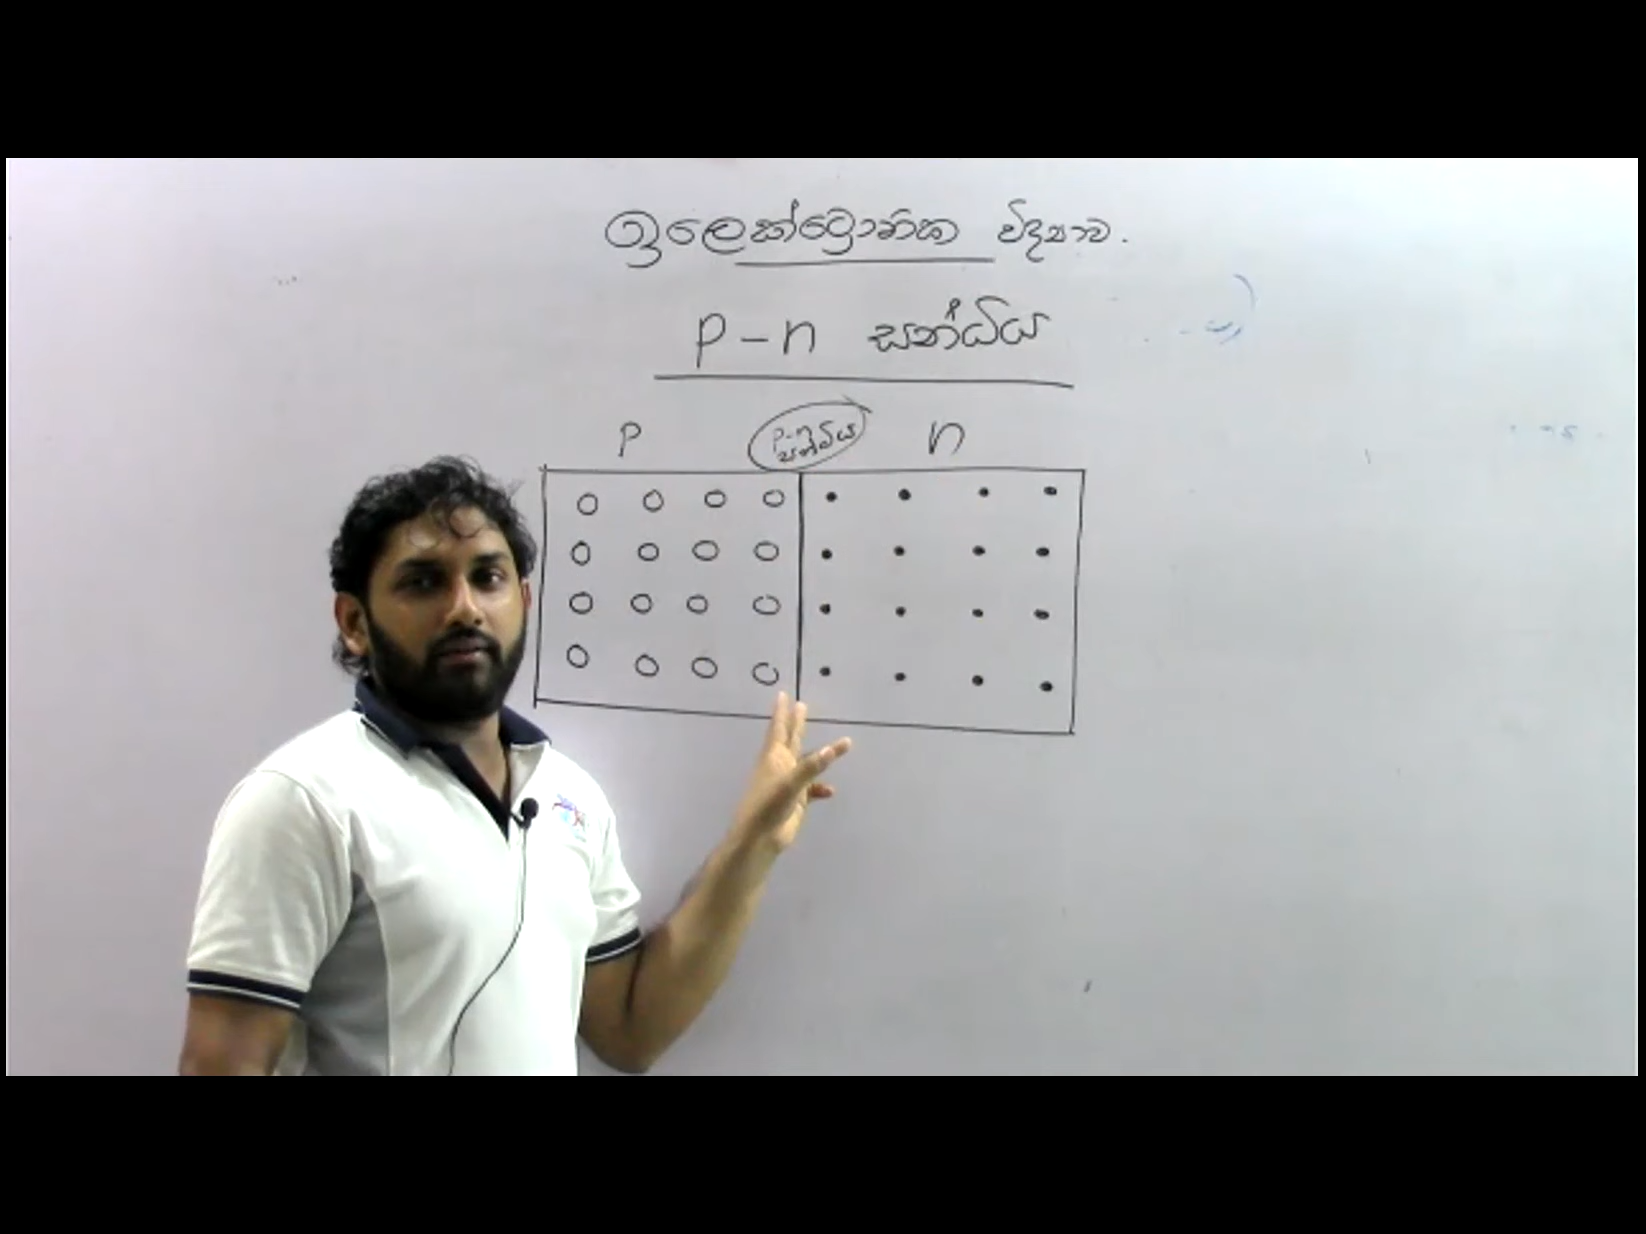 ඉලෙක්ට්‍රොනික විද්‍යාව.
p-n සන්ධිය
p
p-n
සන්ධිය
n